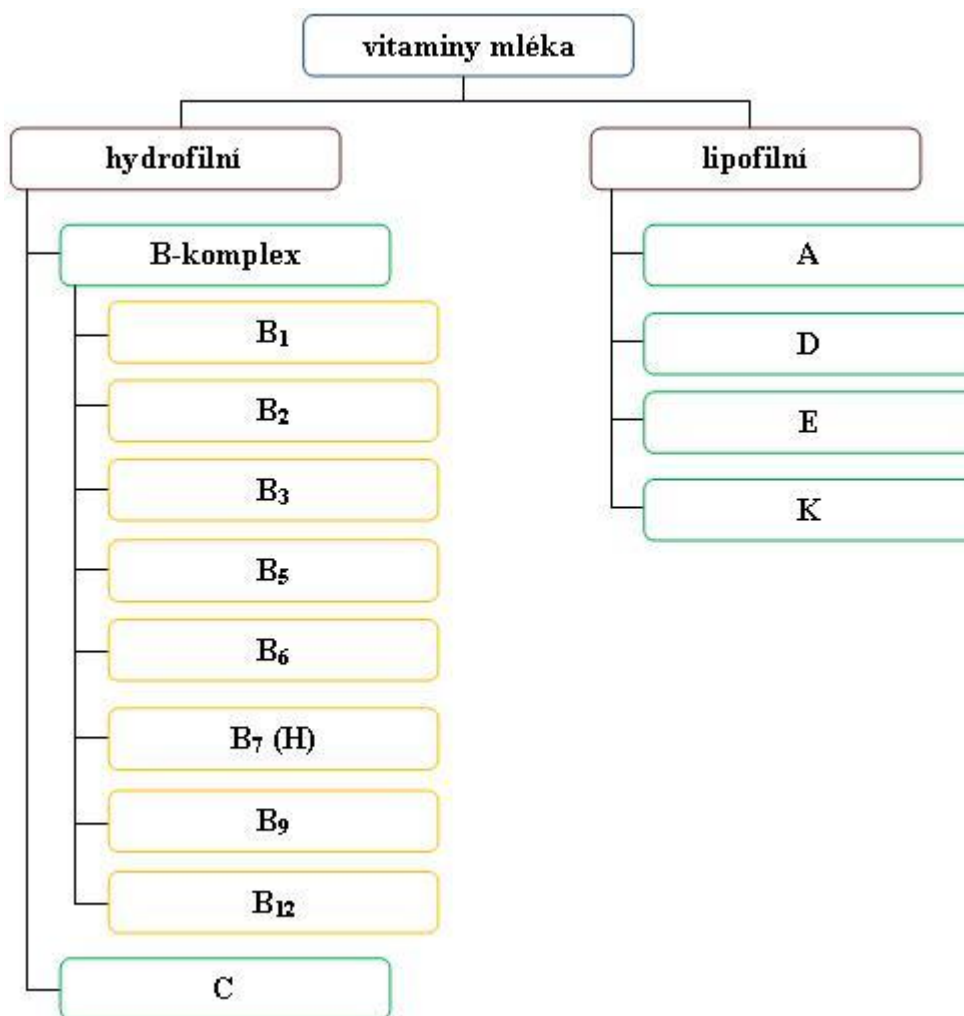 vitaminy mléka
hydrofilní
B-komplex
B₁
B₂
B₃
B₅
B₆
B₇ (H)
B₉
B₁₂
C
lipofilní
A
D
E
K